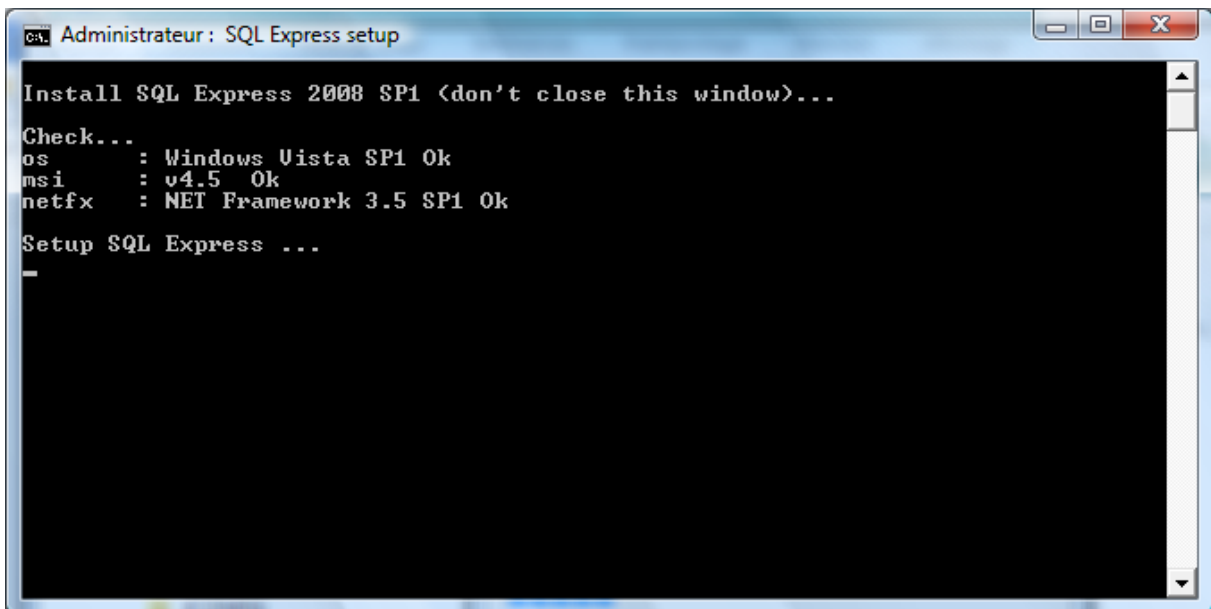 Administrateur : SQL Express setup
Install SQL Express 2008 SP1 (don't close this window)...
Check...
os : Windows Vista SP1 Ok
msi : v4.5 Ok
netfx : NET Framework 3.5 SP1 Ok
Setup SQL Express ...